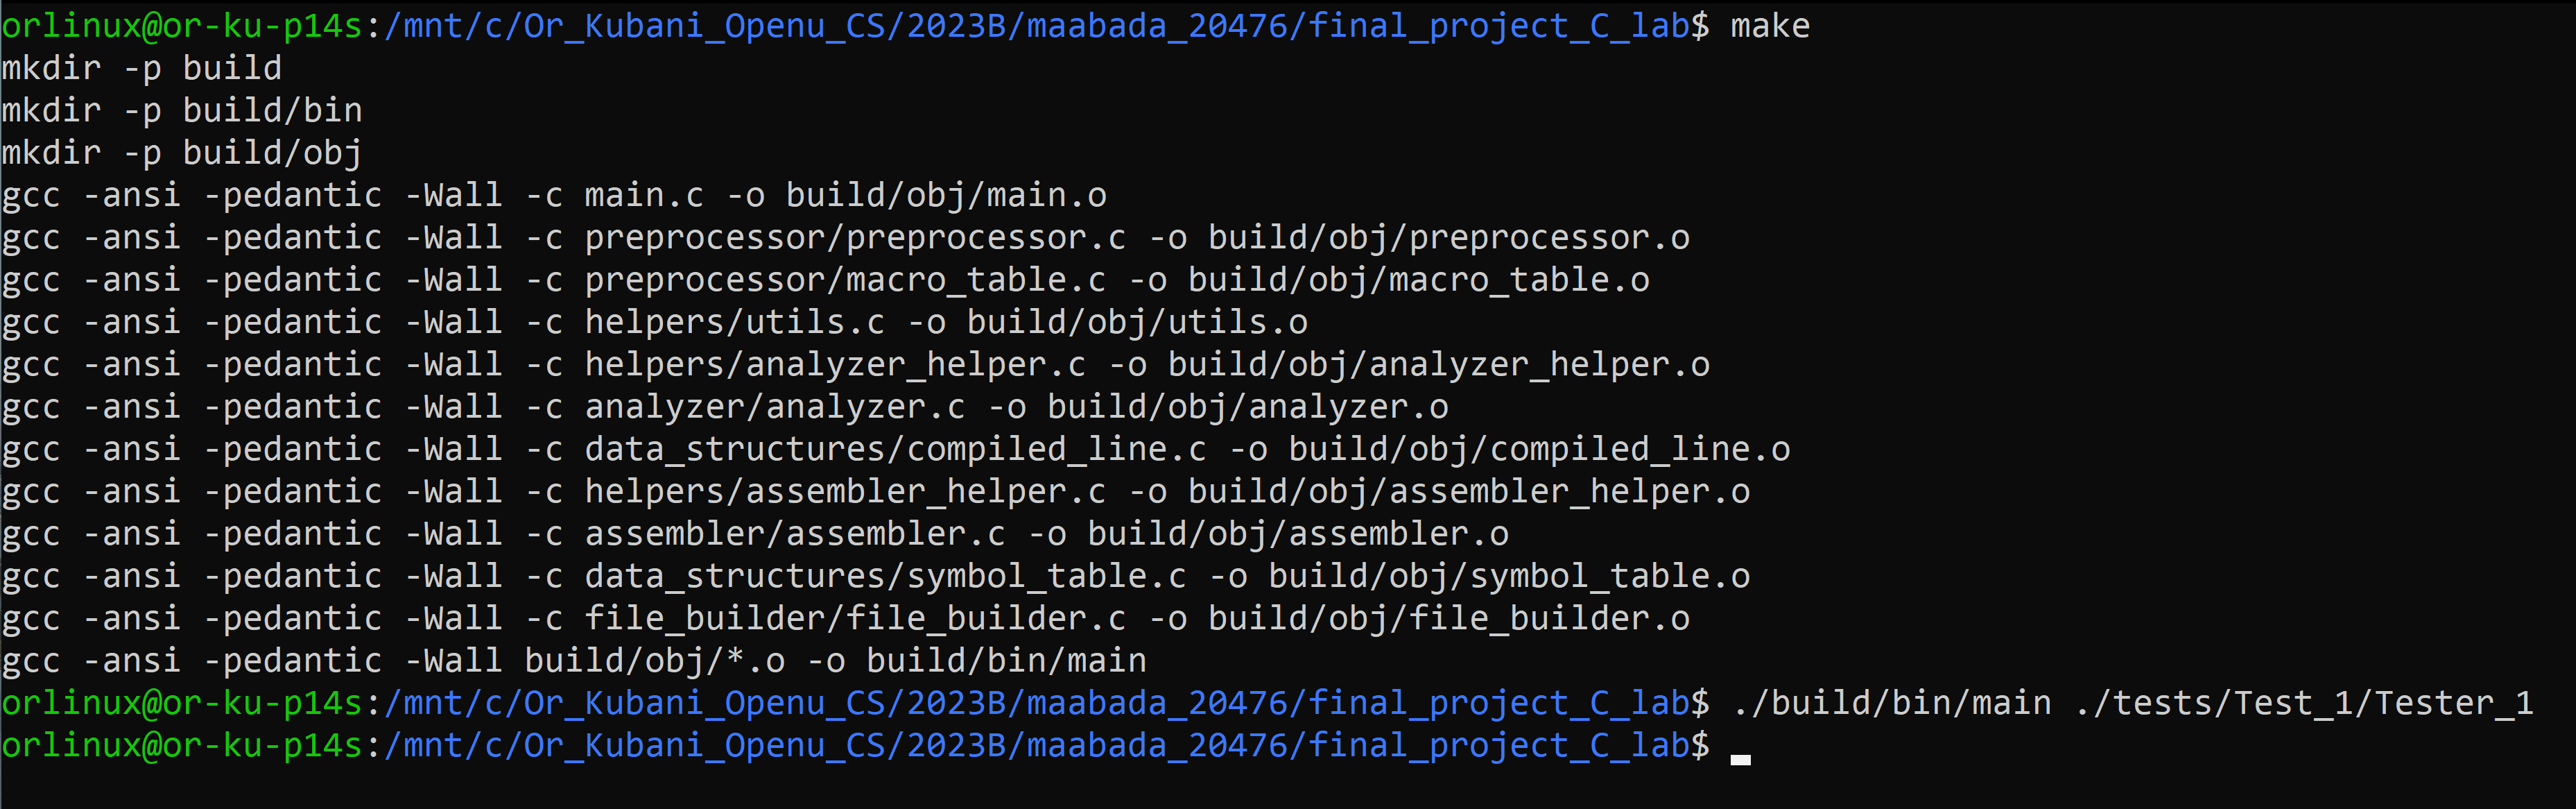 orlinux@or-ku-p14s:/mnt/c/Or_Kubani_Openu_CS/2023B/maabada_20476/final_project_C_lab$ make
mkdir -p build
mkdir -p build/bin
mkdir -p build/obj
gcc -ansi -pedantic -Wall -c main.c -o build/obj/main.o
gcc -ansi -pedantic -Wall -c preprocessor/preprocessor.c -o build/obj/preprocessor.o
gcc -ansi -pedantic -Wall -c preprocessor/macro_table.c -o build/obj/macro_table.o
gcc -ansi -pedantic -Wall -c helpers/utils.c -o build/obj/utils.o
gcc -ansi -pedantic -Wall -c helpers/analyzer_helper.c -o build/obj/analyzer_helper.o
gcc -ansi -pedantic -Wall -c analyzer/analyzer.c -o build/obj/analyzer.o
gcc -ansi -pedantic -Wall -c data_structures/compiled_line.c -o build/obj/compiled_line.o
gcc -ansi -pedantic -Wall -c helpers/assembler_helper.c -o build/obj/assembler_helper.o
gcc -ansi -pedantic -Wall -c assembler/assembler.c -o build/obj/assembler.o
gcc -ansi -pedantic -Wall -c data_structures/symbol_table.c -o build/obj/symbol_table.o
gcc -ansi -pedantic -Wall -c file_builder/file_builder.c -o build/obj/file_builder.o
gcc -ansi -pedantic -Wall build/obj/*.o -o build/bin/main
orlinux@or-ku-p14s:/mnt/c/Or_Kubani_Openu_CS/2023B/maabada_20476/final_project_C_lab$ ./build/bin/main ./tests/Test_1/Tester_1
orlinux@or-ku-p14s:/mnt/c/Or_Kubani_Openu_CS/2023B/maabada_20476/final_project_C_lab$